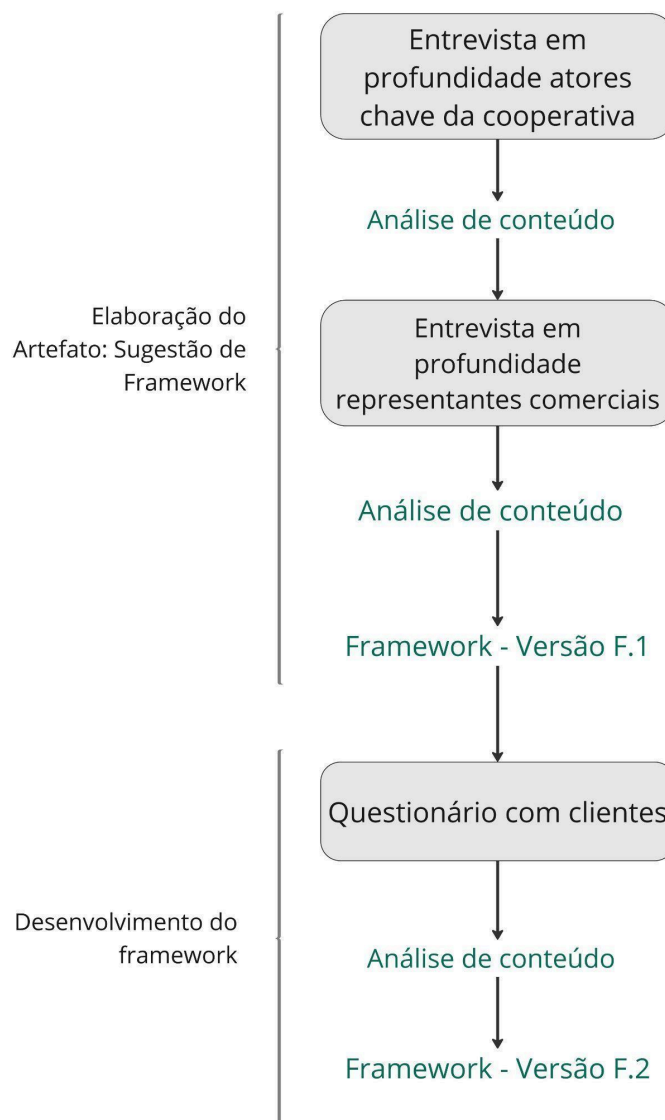 Entrevista em
profundidade atores
chave da cooperativa
Análise de conteúdo
Elaboração do
Artefato: Sugestão de
Framework
Entrevista em
profundidade
representantes comerciais
Análise de conteúdo
Framework - Versão F.1
Questionário com clientes
Desenvolvimento do
framework
Análise de conteúdo
Framework - Versão F.2